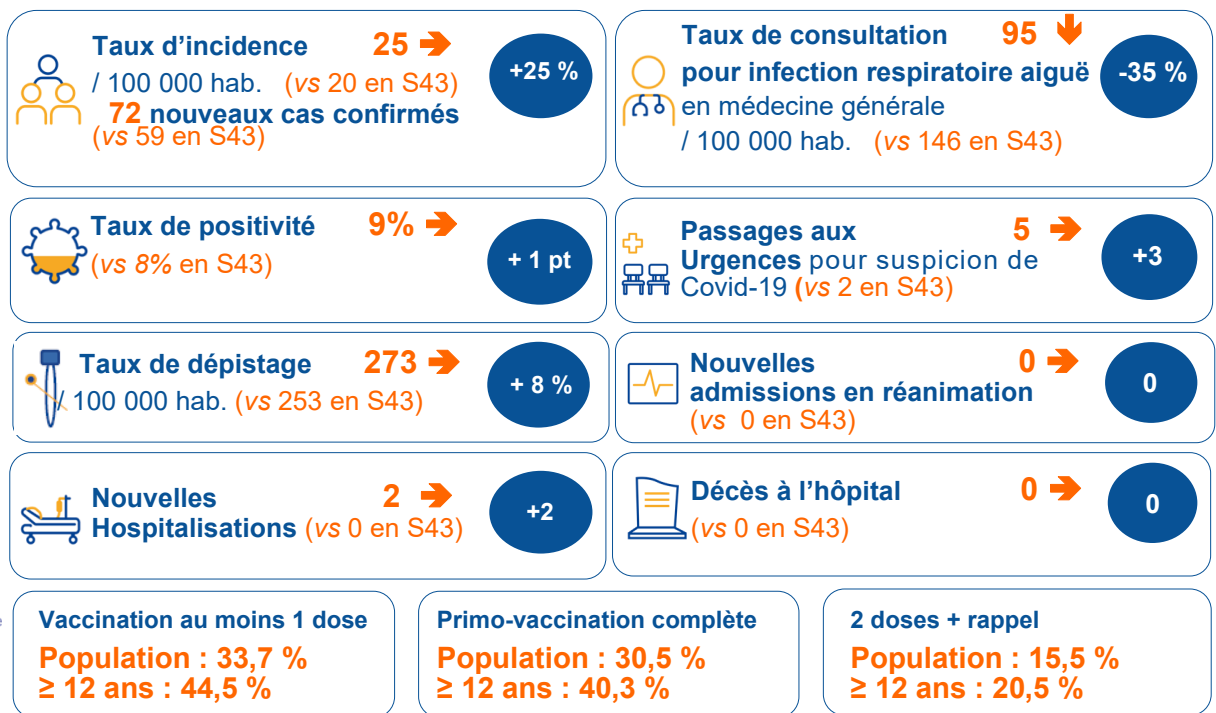 Taux d'incidence 25 ➔
/ 100 000 hab. (vs 20 en S43)
72 nouveaux cas confirmés
(vs 59 en S43)
+25 %
Taux de consultation 95
pour infection respiratoire aiguë
en médecine générale
/ 100 000 hab. (vs 146 en S43)
-35 %
Taux de positivité 9% ➔
(vs 8% en S43)
+ 1 pt
Passages aux 5 ➔
Urgences pour suspicion de
Covid-19 (vs 2 en S43)
+3
Taux de dépistage 273 ➔
/ 100 000 hab. (vs 253 en S43)
+ 8 %
Nouvelles 0 ➔
admissions en réanimation
(vs 0 en S43)
0
Nouvelles 2 ➔
Hospitalisations (vs 0 en S43)
+2
Décès à l'hôpital 0 ➔
(vs 0 en S43)
0
Vaccination au moins 1 dose
Population : 33,7 %
≥ 12 ans : 44,5 %
Primo-vaccination complète
Population : 30,5 %
≥ 12 ans : 40,3 %
2 doses + rappel
Population : 15,5 %
≥ 12 ans : 20,5 %